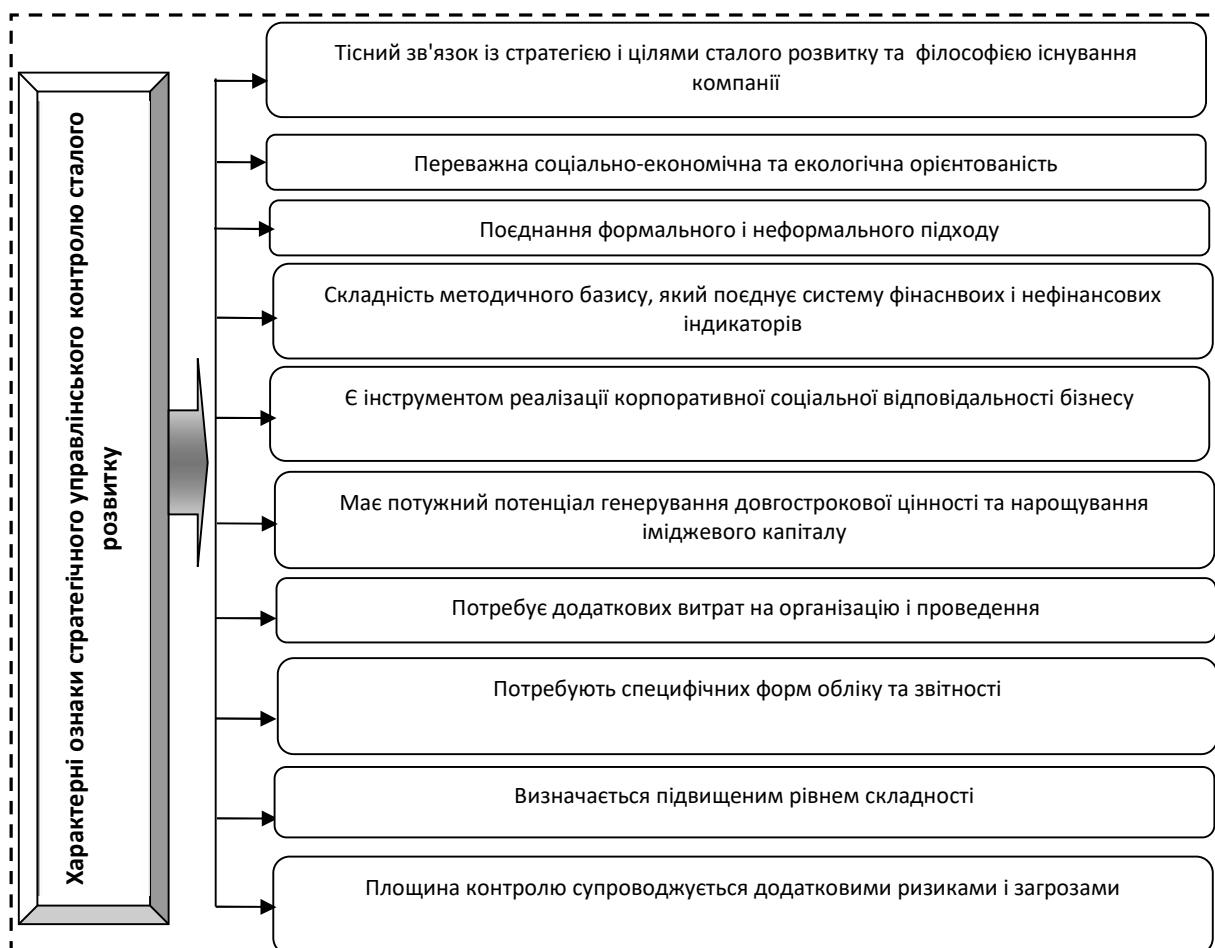 Характерні ознаки стратегічного управлінського контролю сталого
розвитку
Тісний зв'язок із стратегією і цілями сталого розвитку та філософією існування
компанії
Переважна соціально-економічна та екологічна орієнтованість
Поєднання формального і неформального підходу
Складність методичного базису, який поєднує систему фінаснвоих і нефінансових
індикаторів
Є інструментом реалізації корпоративної соціальної відповідальності бізнесу
Має потужний потенціал генерування довгострокової цінності та нарощування
іміджевого капіталу
Потребує додаткових витрат на організацію і проведення
Потребують специфічних форм обліку та звітності
Визначається підвищеним рівнем складності
Площина контролю супроводжується додатковими ризиками і загрозами